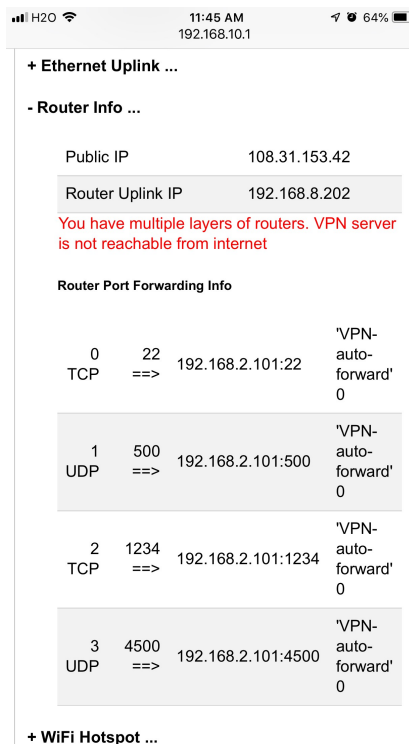 H2O 11:45 AM 64%
192.168.10.1
+ Ethernet Uplink ...
- Router Info ...
Public IP 108.31.153.42
Router Uplink IP 192.168.8.202
You have multiple layers of routers. VPN server
is not reachable from internet
Router Port Forwarding Info
'VPN-
0 22 auto-
TCP ==> 192.168.2.101:22 forward'
0
'VPN-
1 500 auto-
UDP ==> 192.168.2.101:500 forward'
0
'VPN-
2 1234 auto-
TCP ==> 192.168.2.101:1234 forward'
0
'VPN-
3 4500 auto-
UDP ==> 192.168.2.101:4500 forward'
0
+ WiFi Hotspot ...